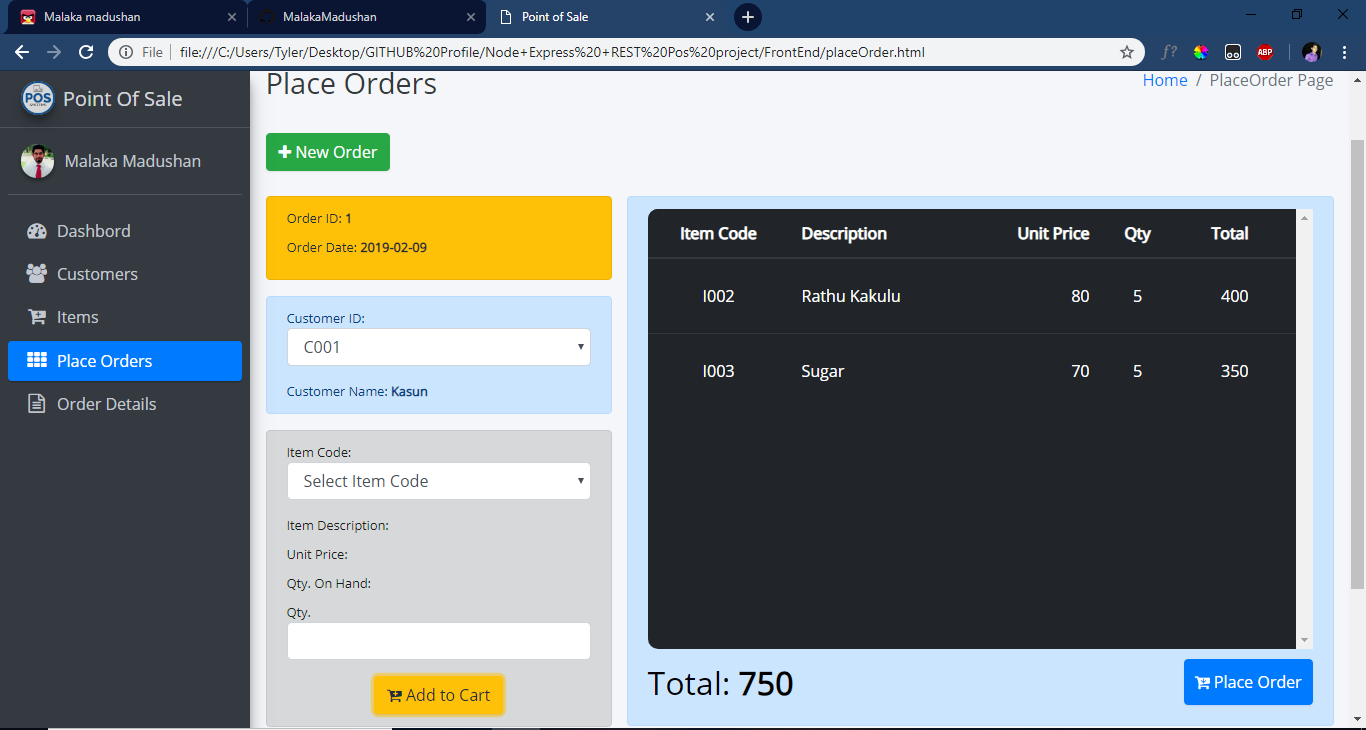 Malaka madushan
MalakaMadushan
Point of Sale
File
file:///C:/Users/Tyler/Desktop/GITHUB%20Profile/Node+Express%20+REST%20Pos%20project/FrontEnd/placeOrder.html
f?
ABP
POS
Point Of Sale
Malaka Madushan
Dashbord
Customers
Items
Place Orders
Order Details
Place Orders
Home / PlaceOrder Page
New Order
Order ID: 1
Order Date: 2019-02-09
Customer ID:
C001
Customer Name: Kasun
Item Code:
Select Item Code
Item Description:
Unit Price:
Qty. On Hand:
Qty.
Add to Cart
Item Code Description Unit Price Qty Total
I002 Rathu Kakulu 80 5 400
I003 Sugar 70 5 350
Total: 750
Place Order